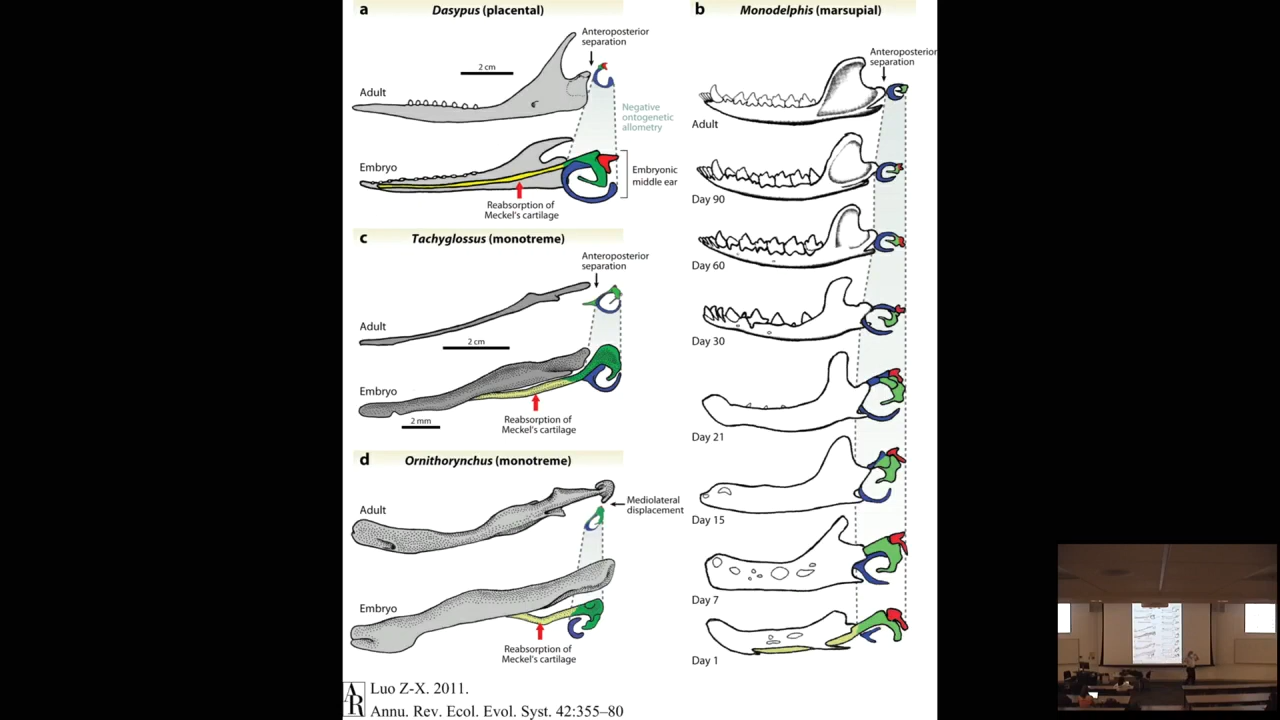 a
Dasypus (placental)
Anteroposterior
separation
2 cm
Adult
Negative
ontogenetic
allometry
Embryo
Embryonic
middle ear
Reabsorption of
Meckel's cartilage
c
Tachyglossus (monotreme)
Anteroposterior
separation
Adult
2 cm
Embryo
2 mm
Reabsorption of
Meckel's cartilage
d
Ornithorynchus (monotreme)
Adult
Mediolateral
displacement
Embryo
Reabsorption of
Meckel's cartilage
b
Monodelphis (marsupial)
Anteroposterior
separation
Adult
Day 90
Day 60
Day 30
Day 21
Day 15
Day 7
Day 1
AR
Luo Z-X. 2011.
Annu. Rev. Ecol. Evol. Syst. 42:355–80